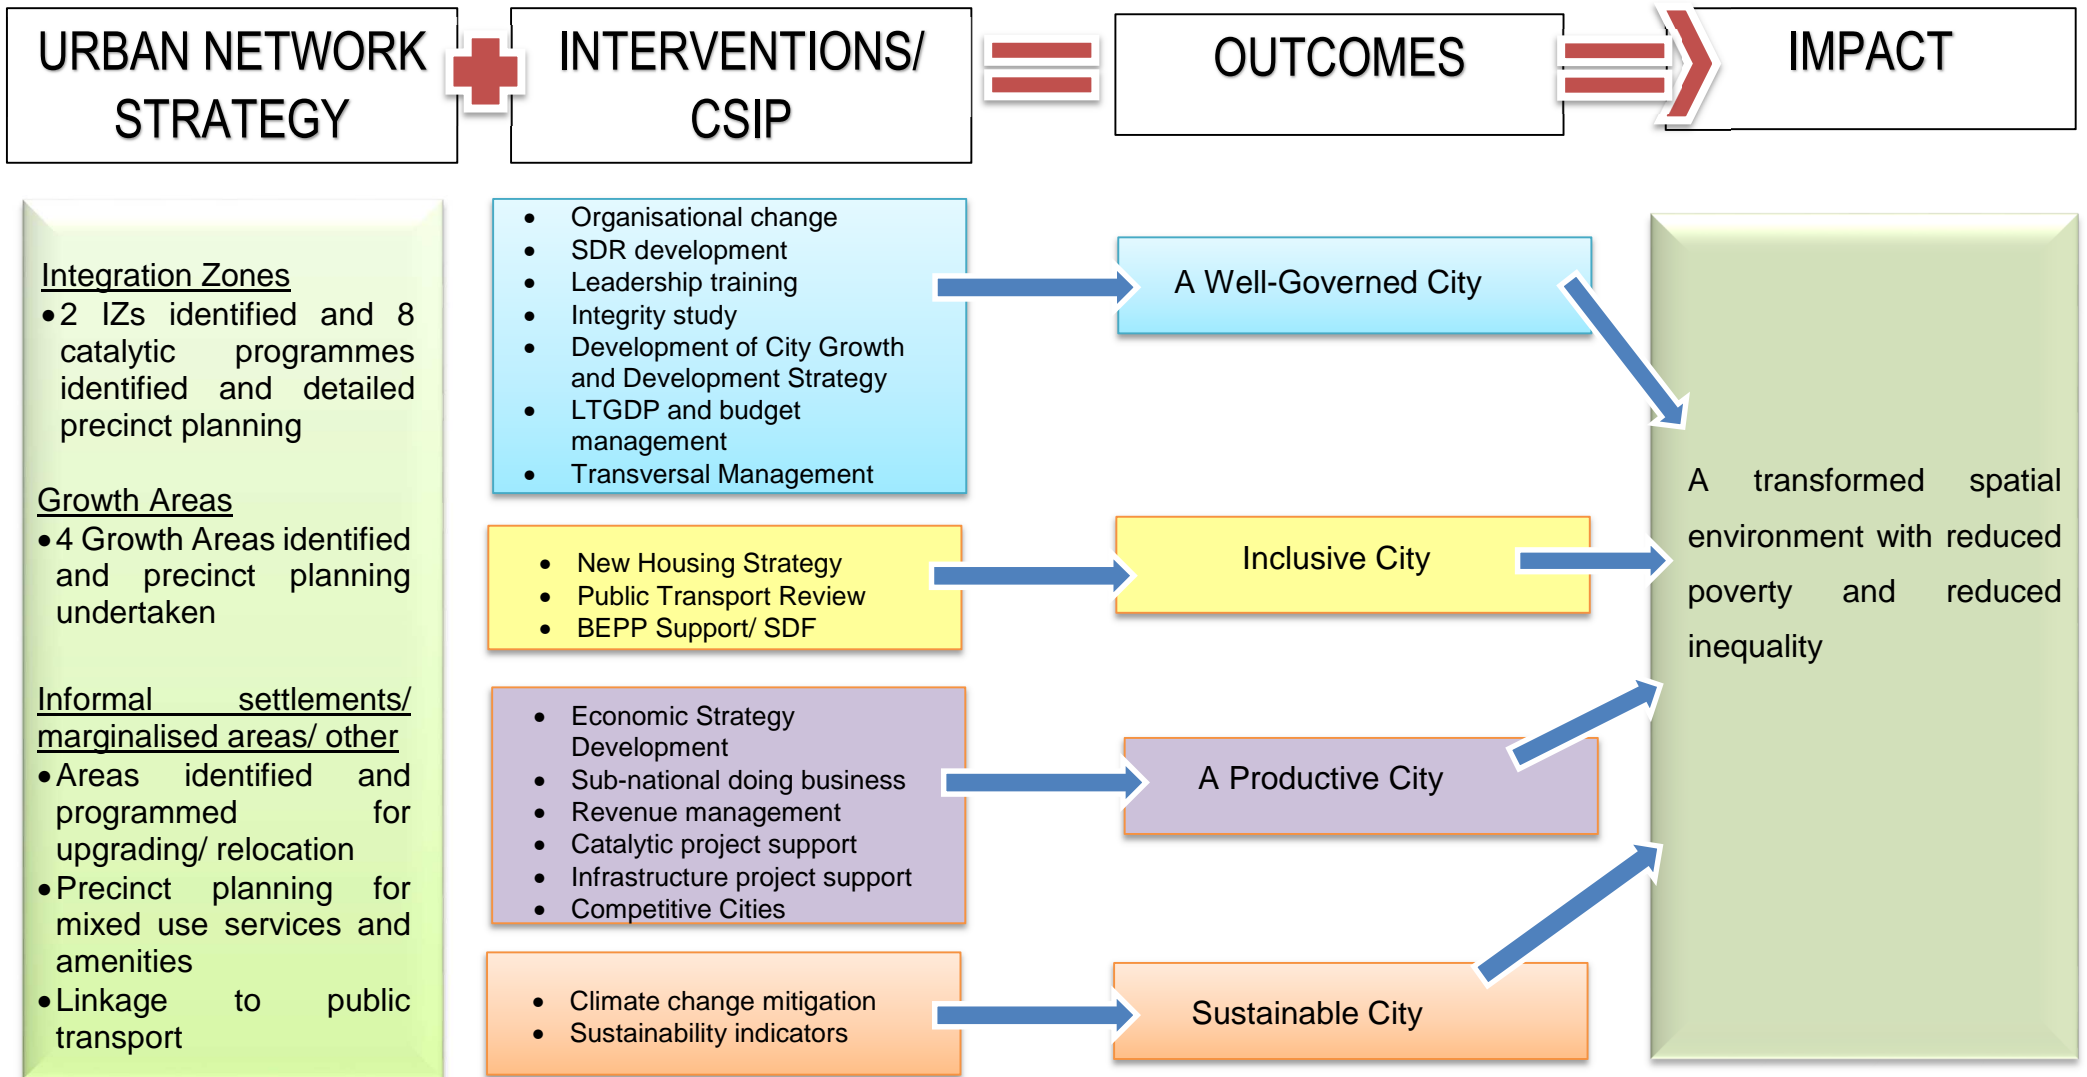 URBAN NETWORK
STRATEGY
INTERVENTIONS/
CSIP
OUTCOMES
IMPACT
Integration Zones
• 2 IZs identified and 8
catalytic programmes
identified and detailed
precinct planning
Growth Areas
• 4 Growth Areas identified
and precinct planning
undertaken
Informal settlements/
marginalised areas/ other
• Areas identified and
programmed for
upgrading/ relocation
• Precinct planning for
mixed use services and
amenities
• Linkage to public
transport
• Organisational change
• SDR development
• Leadership training
• Integrity study
• Development of City Growth
and Development Strategy
• LTGDP and budget
management
• Transversal Management
• New Housing Strategy
• Public Transport Review
• BEPP Support/ SDF
• Economic Strategy
Development
• Sub-national doing business
• Revenue management
• Catalytic project support
• Infrastructure project support
• Competitive Cities
• Climate change mitigation
• Sustainability indicators
A Well-Governed City
Inclusive City
A Productive City
Sustainable City
A transformed spatial
environment with reduced
poverty and reduced
inequality